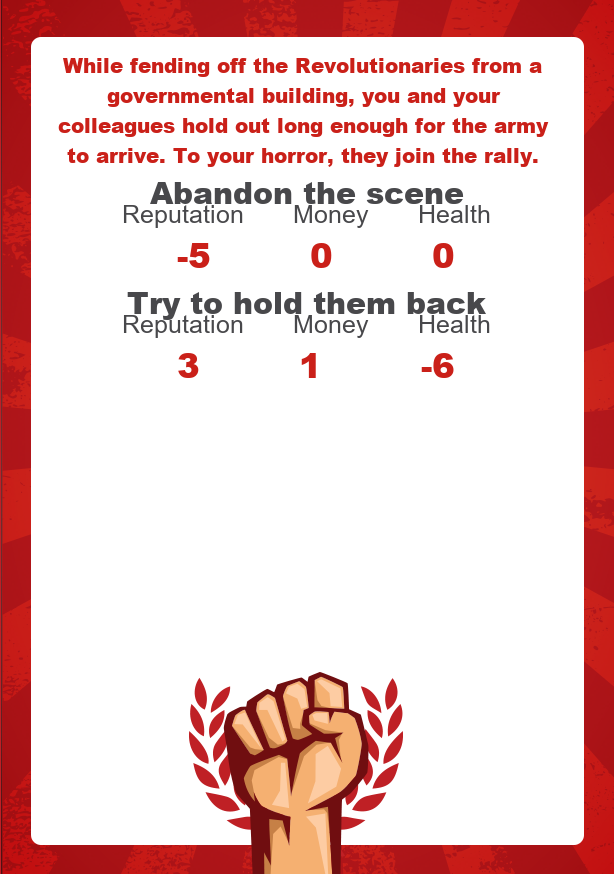 While fending off the Revolutionaries from a
governmental building, you and your
colleagues hold out long enough for the army
to arrive. To your horror, they join the rally.
Abandon the scene
Reputation Money Health
-5 0 0
Try to hold them back
Reputation Money Health
3 1 -6